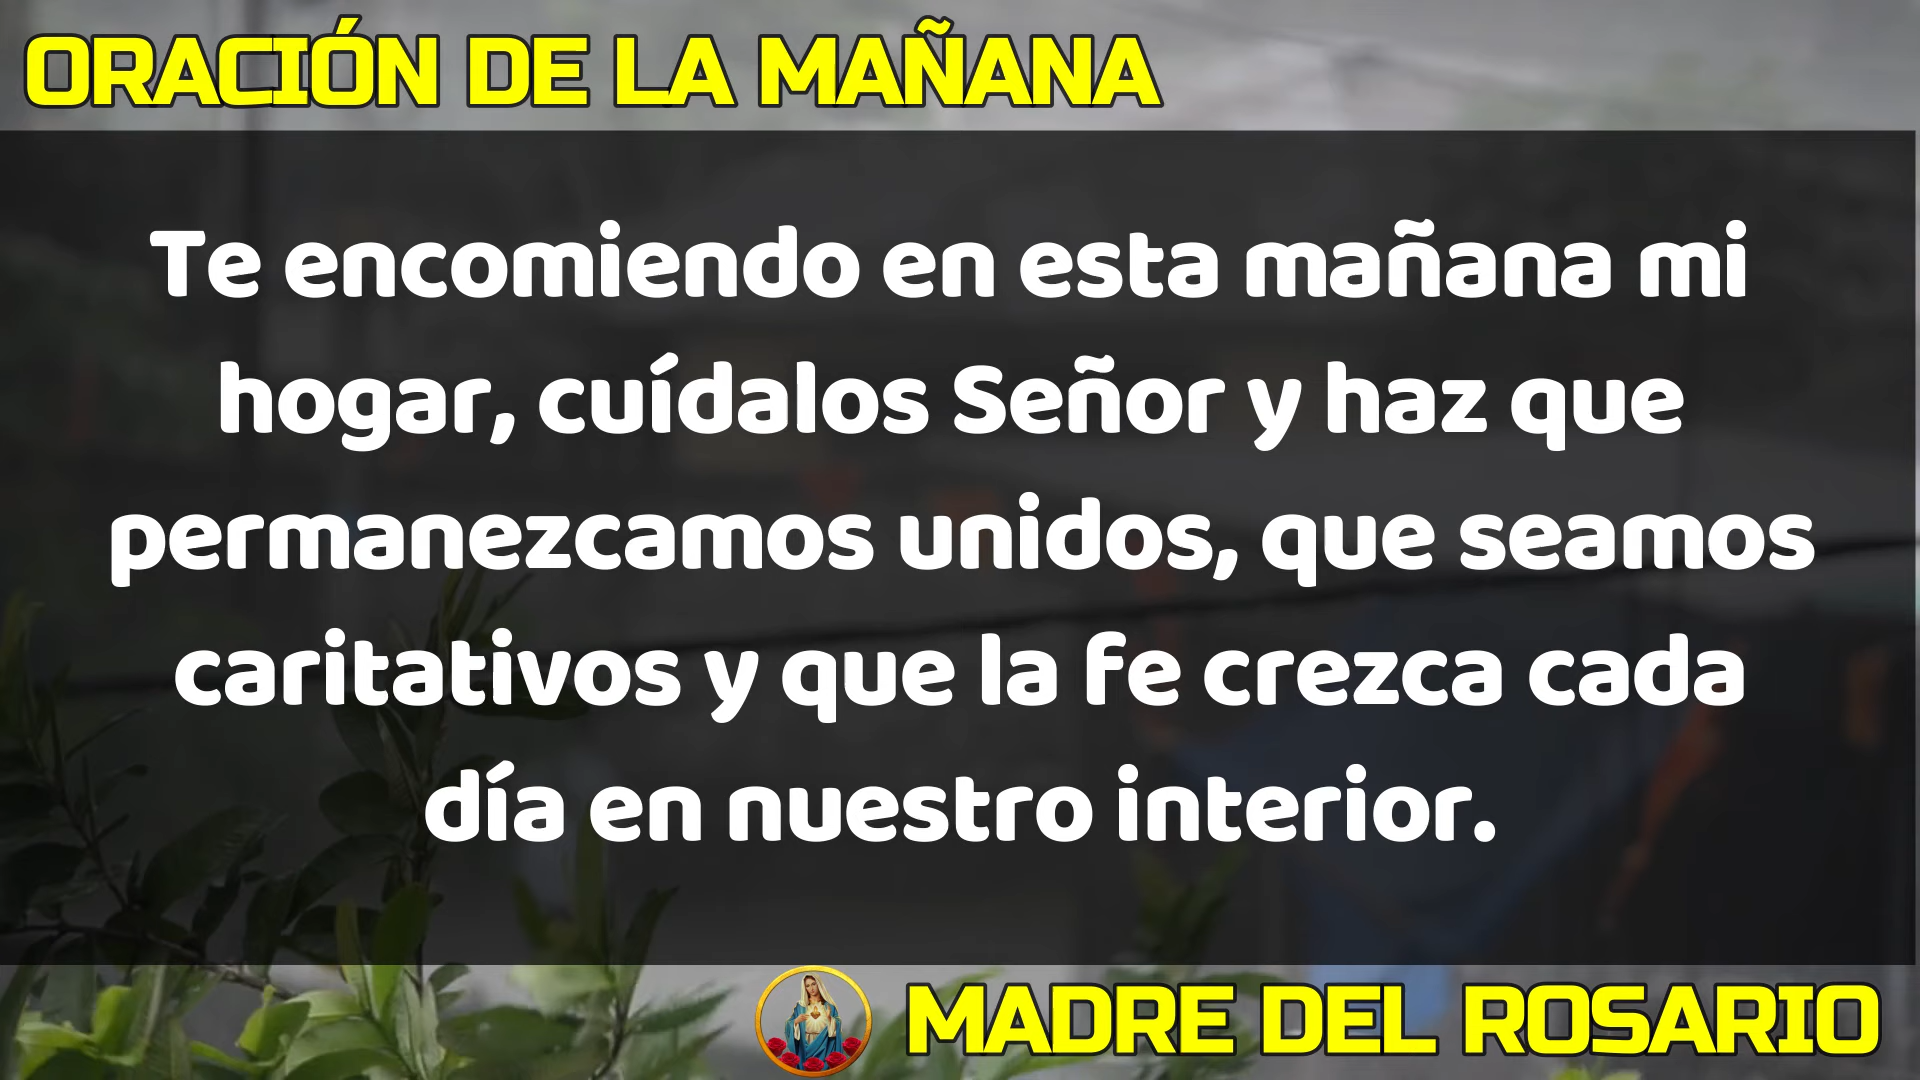 ORACIÓN DE LA MAÑANA
Te encomiendo en esta mañana mi
hogar, cuídalos Señor y haz que
permanezcamos unidos, que seamos
caritativos y que la fe crezca cada
día en nuestro interior.
MADRE DEL ROSARIO